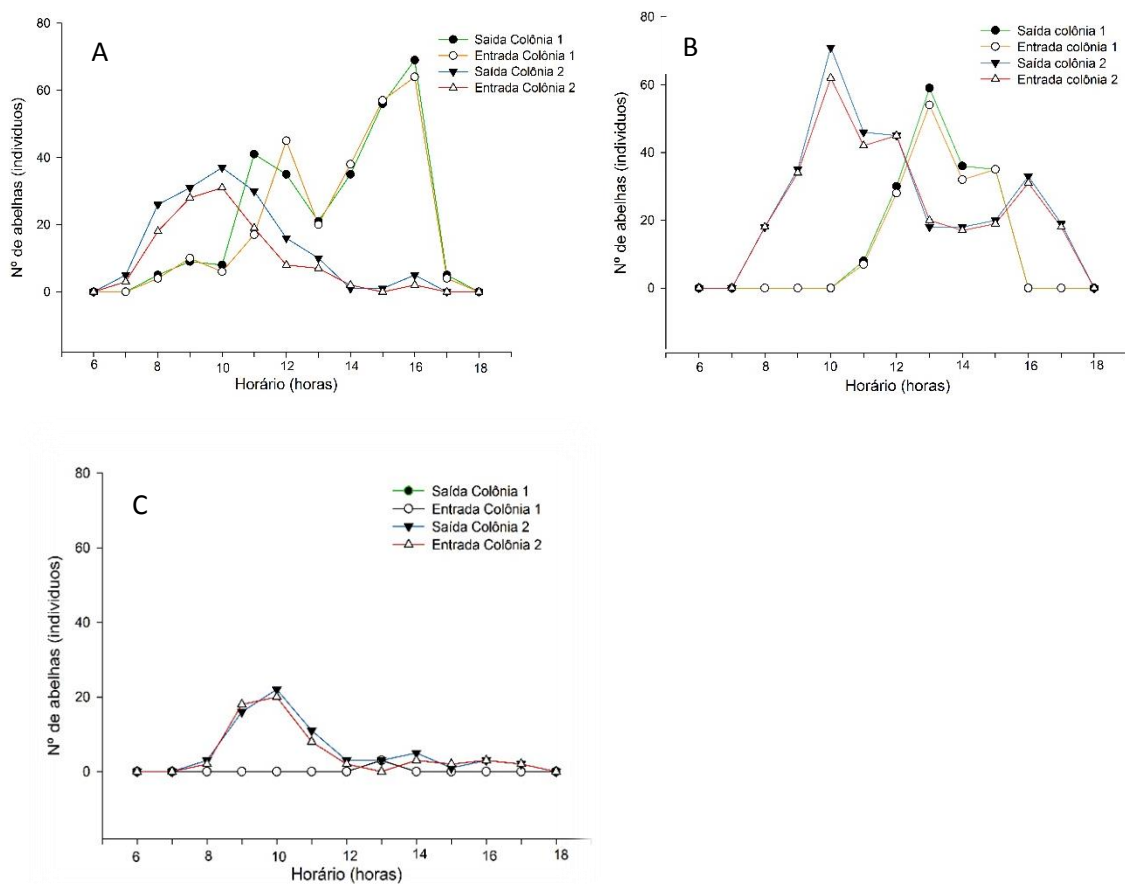 A
Saída Colônia 1
Entrada Colônia 1
Saída Colônia 2
Entrada Colônia 2
Nº de abelhas (individuos)
80
60
40
20
0
6 8 10 12 14 16 18
Horário (horas)
B
Saída colônia 1
Entrada colônia 1
Saída colônia 2
Entrada colônia 2
Nº de abelhas (individuos)
80
60
40
20
0
6 8 10 12 14 16 18
Horário (horas)
C
Saída Colônia 1
Entrada Colônia 1
Saída Colônia 2
Entrada Colônia 2
Nº de abelhas (individuos)
80
60
40
20
0
6 8 10 12 14 16 18
Horário (horas)